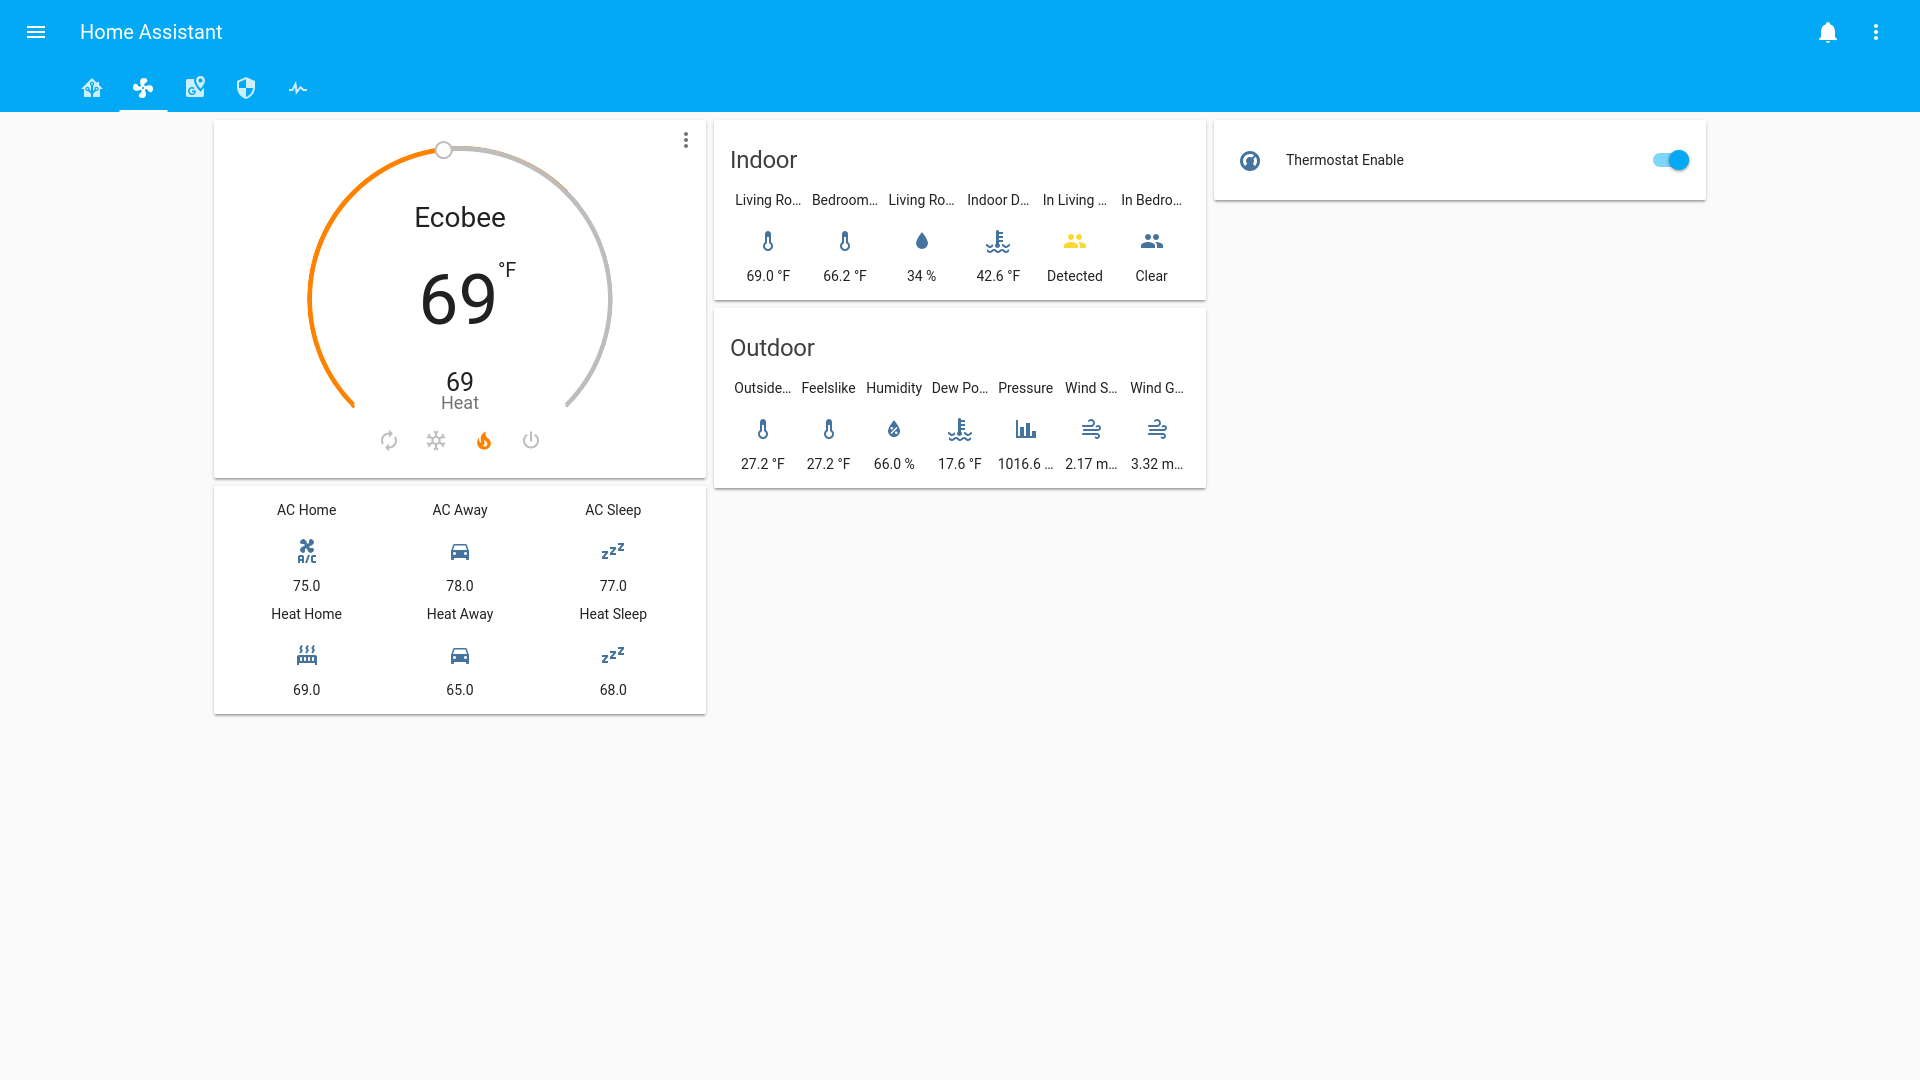 Home Assistant
Ecobee
69 °F
69
Heat
AC Home AC Away AC Sleep
A/C
75.0 78.0 77.0
Heat Home Heat Away Heat Sleep
69.0 65.0 68.0
Indoor
Living Ro... Bedroom... Living Ro... Indoor D... In Living ... In Bedro...
69.0 °F 66.2 °F 34 % 42.6 °F Detected Clear
Outdoor
Outside... Feelslike Humidity Dew Po... Pressure Wind S... Wind G...
27.2 °F 27.2 °F 66.0 % 17.6 °F 1016.6 ... 2.17 m... 3.32 m...
Thermostat Enable